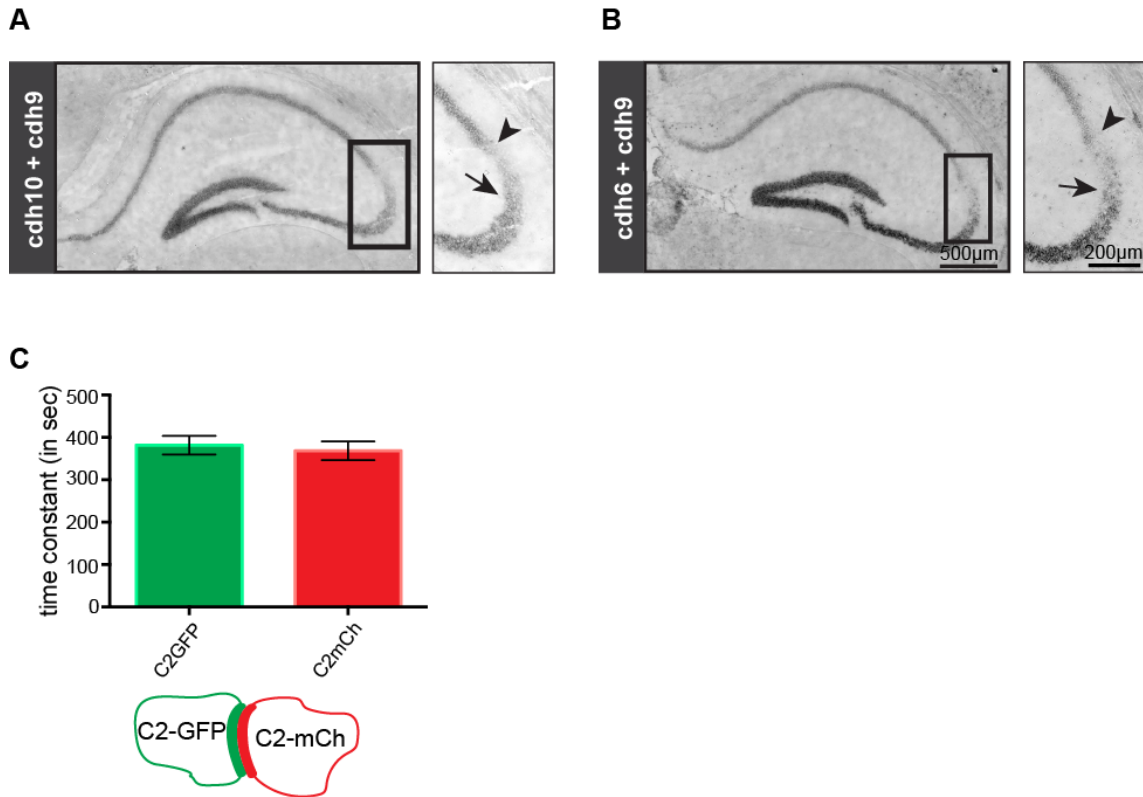 A
cdh10 + cdh9
B
cdh6 + cdh9
500µm
200µm
C
time constant (in sec)
500
400
300
200
100
0
C2GFP
C2mCh
C2-GFP
C2-mCh